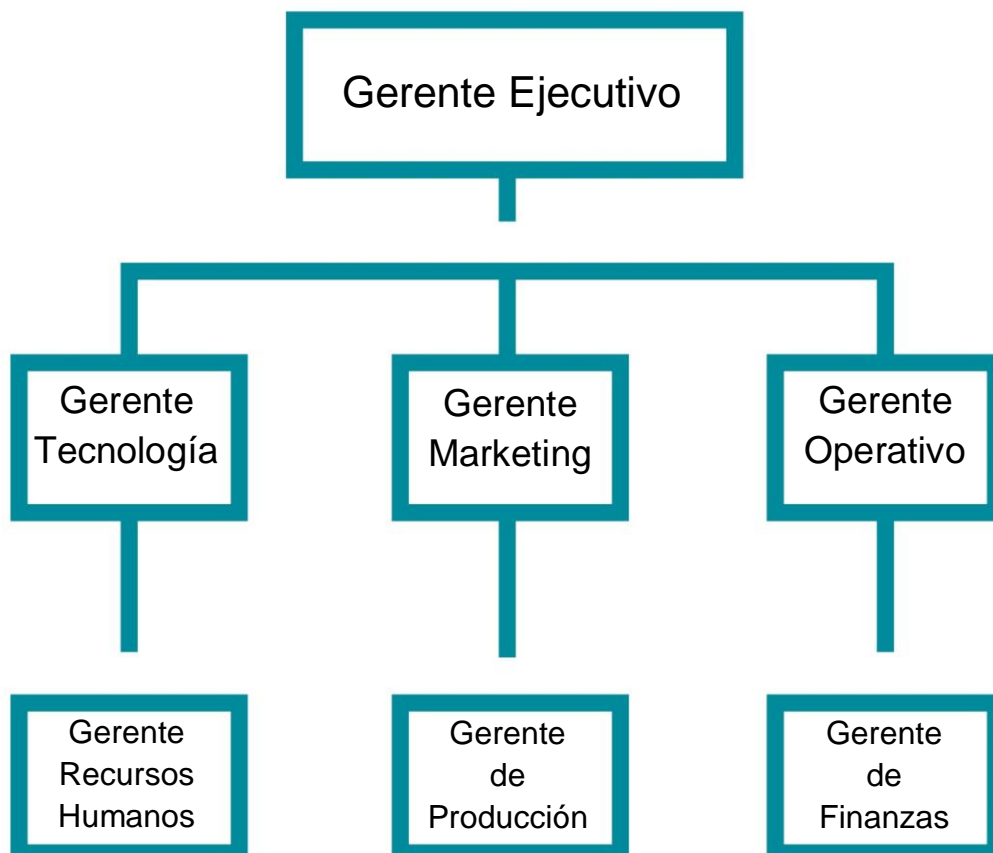 Gerente Ejecutivo
Gerente
Tecnología
Gerente
Marketing
Gerente
Operativo
Gerente
Recursos
Humanos
Gerente
de
Producción
Gerente
de
Finanzas